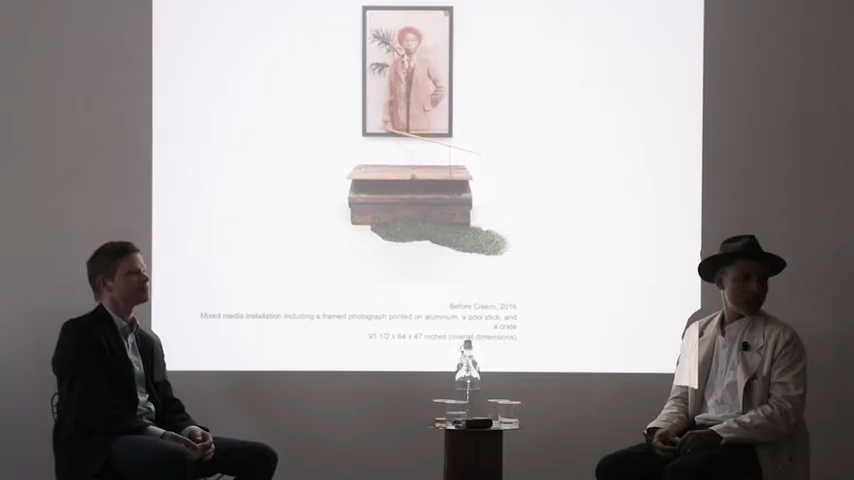 Before Cicero, 2016
Mixed media installation including a framed photograph printed on aluminum, a pool stick, and
a crate
91 1/2 x 64 x 47 inches (overall dimensions)